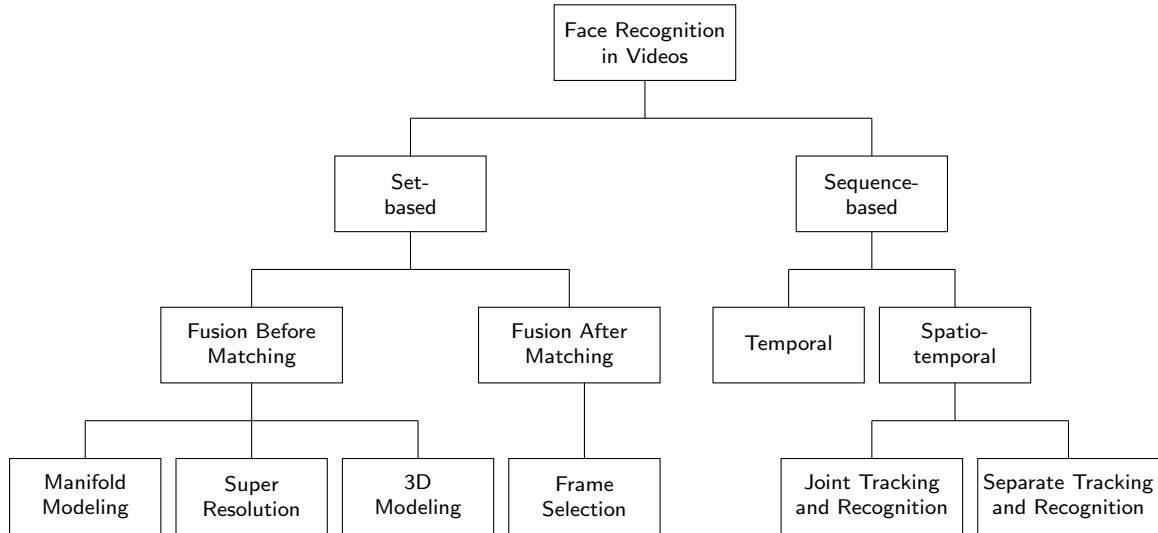 Face Recognition
in Videos
Set-
based
Sequence-
based
Fusion Before
Matching
Fusion After
Matching
Temporal
Spatio-
temporal
Manifold
Modeling
Super
Resolution
3D
Modeling
Frame
Selection
Joint Tracking
and Recognition
Separate Tracking
and Recognition